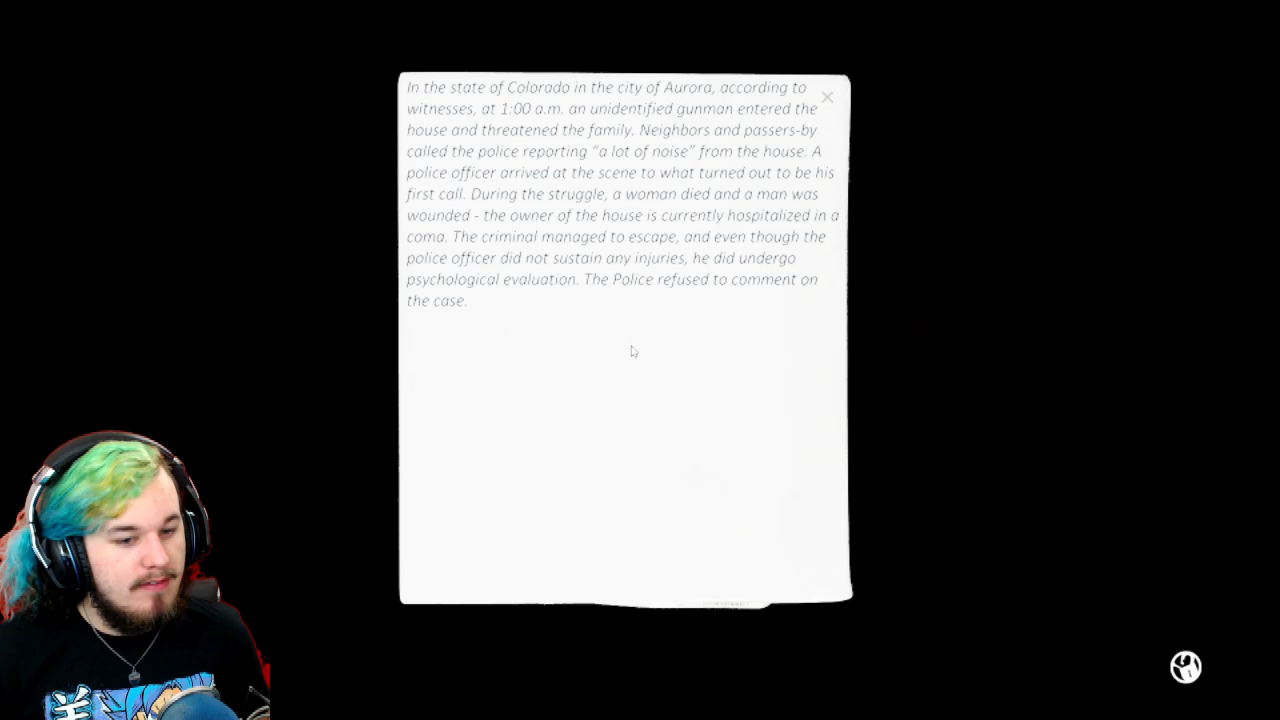 In the state of Colorado in the city of Aurora, according to
witnesses, at 1:00 a.m. an unidentified gunman entered the
house and threatened the family. Neighbors and passers-by
called the police reporting “a lot of noise” from the house. A
police officer arrived at the scene to what turned out to be his
first call. During the struggle, a woman died and a man was
wounded - the owner of the house is currently hospitalized in a
coma. The criminal managed to escape, and even though the
police officer did not sustain any injuries, he did undergo
psychological evaluation. The Police refused to comment on
the case.